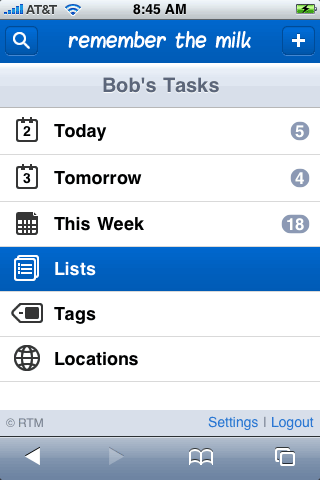 AT&T 8:45 AM
remember the milk
Bob's Tasks
2 Today 5
3 Tomorrow 4
This Week 18
Lists
Tags
Locations
© RTM Settings | Logout